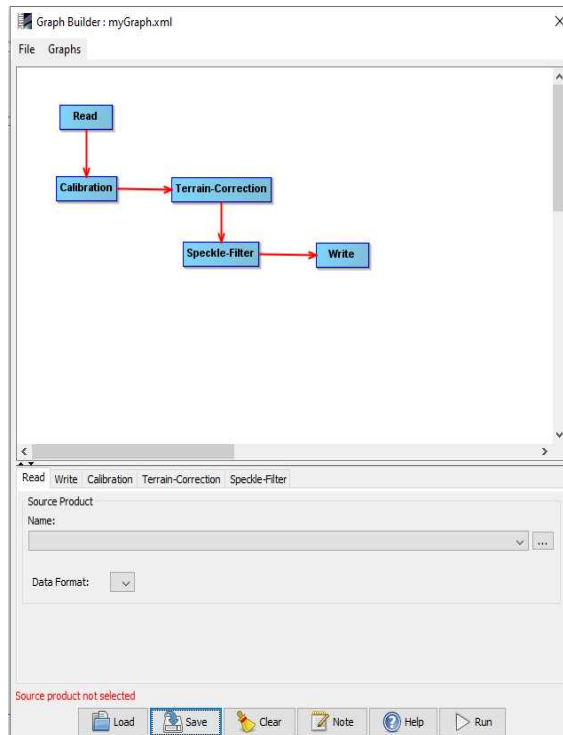 Graph Builder : myGraph.xml
File Graphs
Read
Calibration Terrain-Correction
Speckle-Filter Write
Read Write Calibration Terrain-Correction Speckle-Filter
Source Product
Name:
...
Data Format:
Source product not selected
Load Save Clear Note Help Run